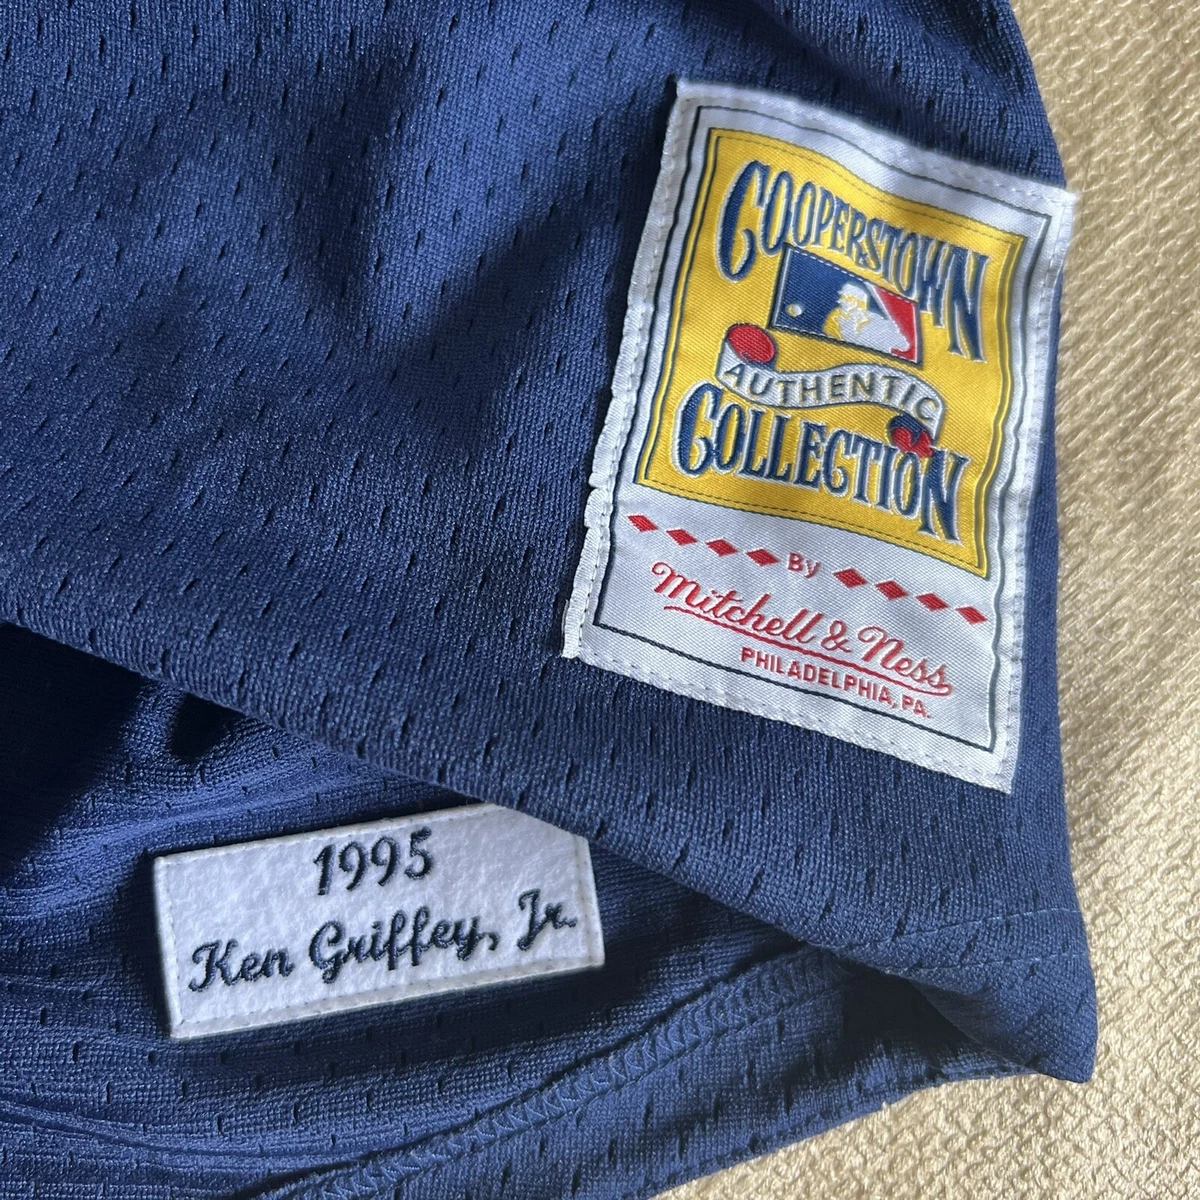 COOPERSTOWN
AUTHENTIC
COLLECTION
By
Mitchell & Ness
PHILADELPHIA, PA.
1995
Ken Griffey, Jr.